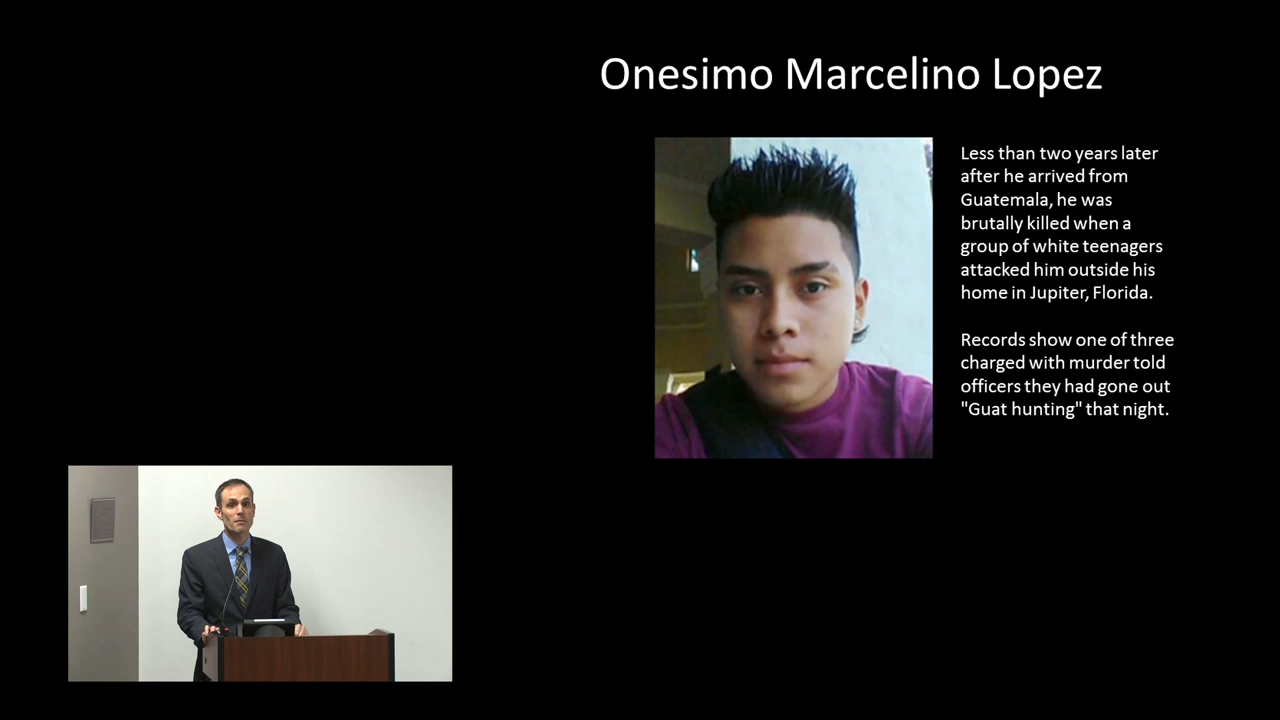 Onesimo Marcelino Lopez
Less than two years later
after he arrived from
Guatemala, he was
brutally killed when a
group of white teenagers
attacked him outside his
home in Jupiter, Florida.
Records show one of three
charged with murder told
officers they had gone out
"Guat hunting" that night.